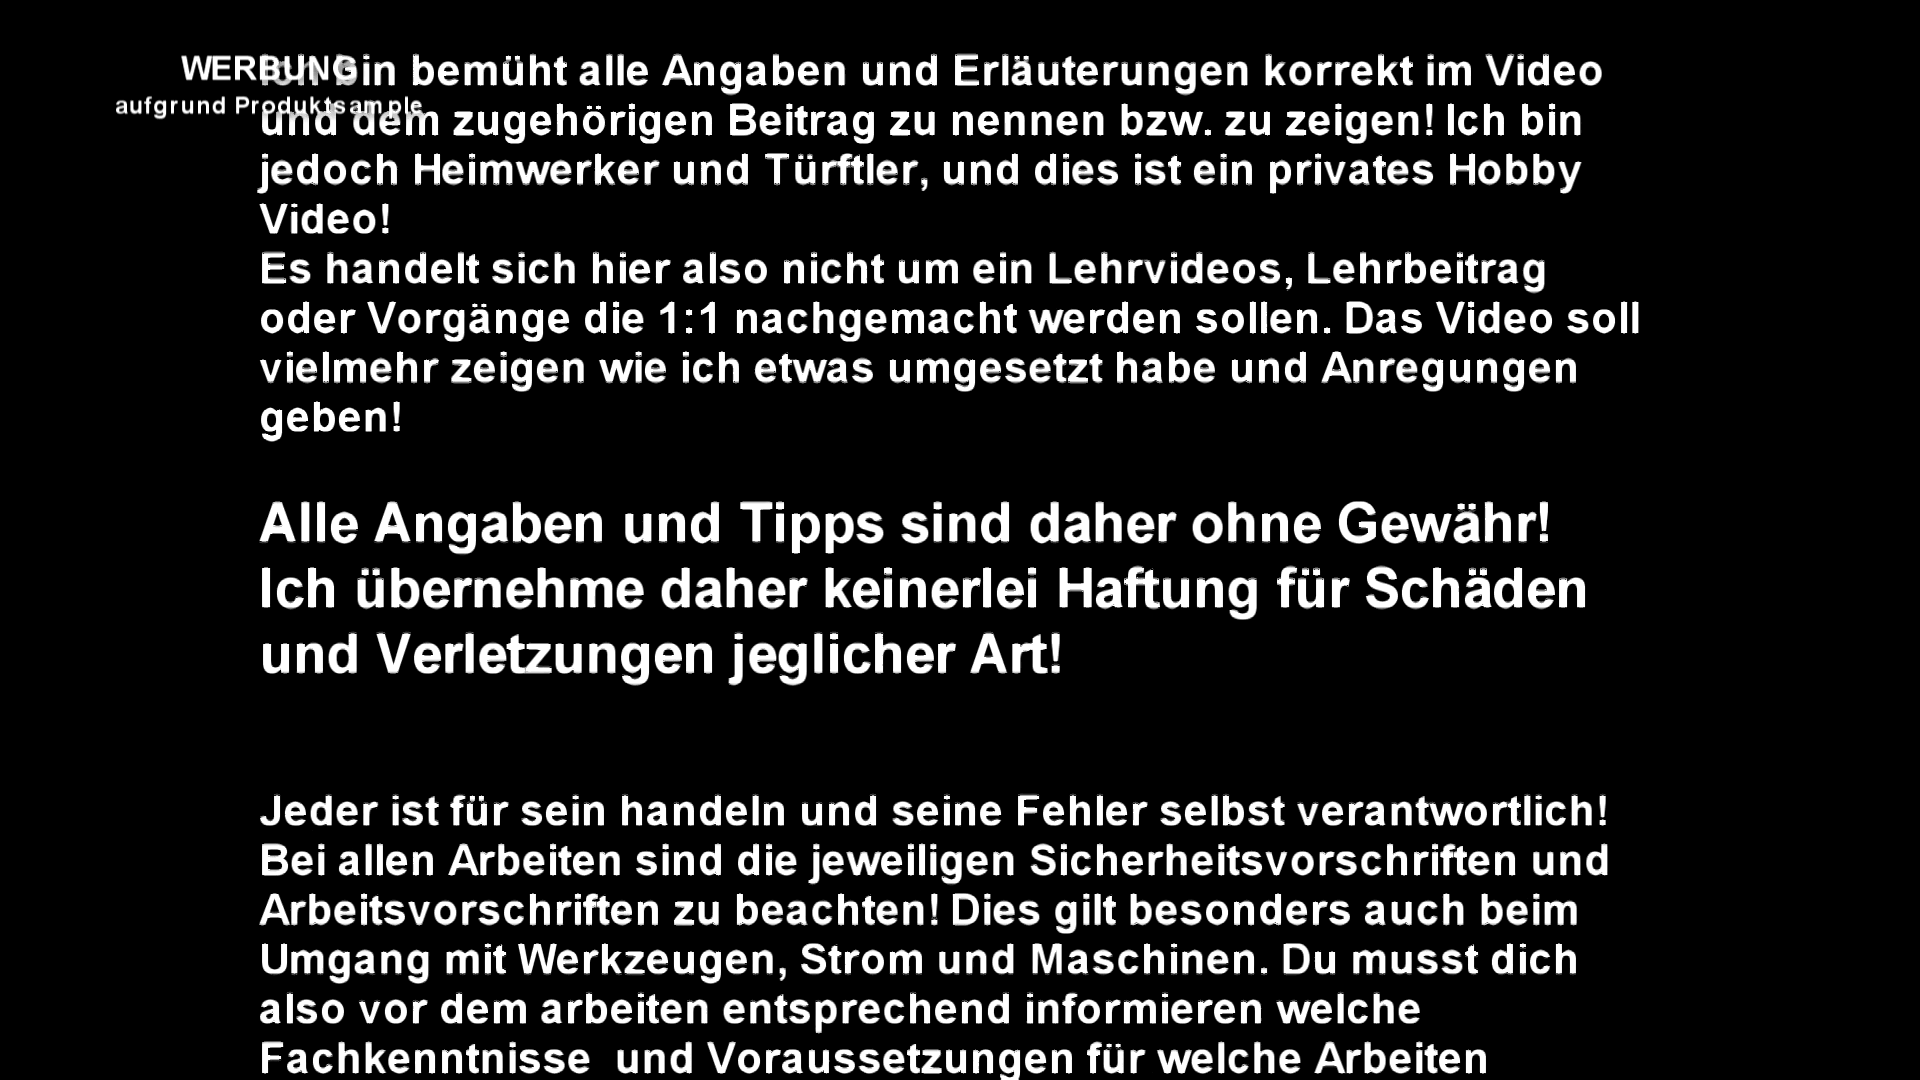 WERBUNG
aufgrund Produktsample
Ich bin bemüht alle Angaben und Erläuterungen korrekt im Video
und dem zugehörigen Beitrag zu nennen bzw. zu zeigen! Ich bin
jedoch Heimwerker und Türftler, und dies ist ein privates Hobby
Video!
Es handelt sich hier also nicht um ein Lehrvideos, Lehrbeitrag
oder Vorgänge die 1:1 nachgemacht werden sollen. Das Video soll
vielmehr zeigen wie ich etwas umgesetzt habe und Anregungen
geben!
Alle Angaben und Tipps sind daher ohne Gewähr!
Ich übernehme daher keinerlei Haftung für Schäden
und Verletzungen jeglicher Art!
Jeder ist für sein handeln und seine Fehler selbst verantwortlich!
Bei allen Arbeiten sind die jeweiligen Sicherheitsvorschriften und
Arbeitsvorschriften zu beachten! Dies gilt besonders auch beim
Umgang mit Werkzeugen, Strom und Maschinen. Du musst dich
also vor dem arbeiten entsprechend informieren welche
Fachkenntnisse  und Voraussetzungen für welche Arbeiten